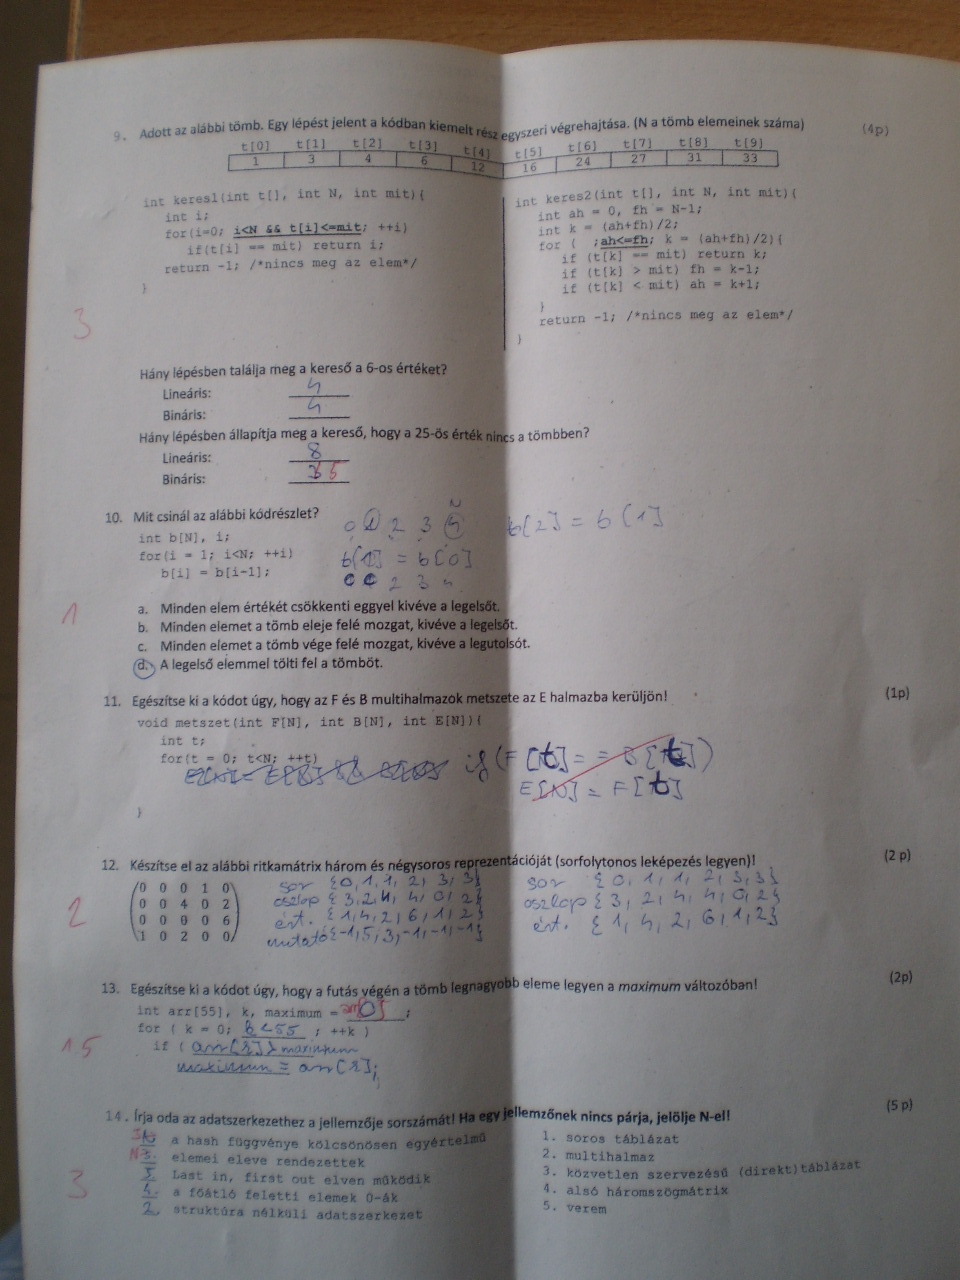 9. Adott az alábbi tömb. Egy lépést jelent a kódban kiemelt rész egyszeri végrehajtása. (N a tömb elemeinek száma) (4p)
t[0] t[1] t[2] t[3] t[4] t[5] t[6] t[7] t[8] t[9]
1 3 4 6 12 16 24 27 31 33
int keres1(int t[], int N, int mit){
int i;
for(i=0; i<N && t[i]<=mit; ++i)
if(t[i] == mit) return i;
return -1; /*nincs meg az elem*/
}
int keres2(int t[], int N, int mit){
int ah = 0, fh = N-1;
int k = (ah+fh)/2;
for ( ;ah<=fh; k = (ah+fh)/2){
if (t[k] == mit) return k;
if (t[k] > mit) fh = k-1;
if (t[k] < mit) ah = k+1;
}
return -1; /*nincs meg az elem*/
}
3
Hány lépésben találja meg a kereső a 6-os értéket?
Lineáris: 4
Bináris: 4
Hány lépésben állapítja meg a kereső, hogy a 25-ös érték nincs a tömbben?
Lineáris: 8
Bináris: 5
10. Mit csinál az alábbi kódrészlet?
int b[N], i;
for(i = 1; i<N; ++i)
b[i] = b[i-1];
N
0 1 2 3 4
b[1] = b[0]
0 0 2 3 4
b[2] = b[1]
1
a. Minden elem értékét csökkenti eggyel kivéve a legelsőt.
b. Minden elemet a tömb eleje felé mozgat, kivéve a legelsőt.
c. Minden elemet a tömb vége felé mozgat, kivéve a legutolsót.
d. A legelső elemmel tölti fel a tömböt.
11. Egészítse ki a kódot úgy, hogy az F és B multihalmazok metszete az E halmazba kerüljön! (1p)
void metszet(int F[N], int B[N], int E[N]){
int t;
for(t = 0; t<N; ++t)
if (F[t] == B[t])
E[N] = F[t]
}
12. Készítse el az alábbi ritkamátrix három és négysoros reprezentációját (sorfolytonos leképezés legyen)! (2 p)
0 0 0 1 0
0 0 4 0 2
0 0 0 0 6
1 0 2 0 0
2
sor {0,1,1,2,3,3}
oszlop {3,2,4,4,0,2}
ért. {1,4,2,6,1,2}
mutató {-1,5,3,-1,-1,-1}
sor {0,1,1,2,3,3}
oszlop {3,2,4,4,0,2}
ért. {1,4,2,6,1,2}
13. Egészítse ki a kódot úgy, hogy a futás végén a tömb legnagyobb eleme legyen a maximum változóban! (2p)
int arr[55], k, maximum = arr[0];
for ( k = 0; k<55 ; ++k )
if ( arr[k] > maximum
maximum = arr[k];
1.5
14. Írja oda az adatszerkezethez a jellemzője sorszámát! Ha egy jellemzőnek nincs párja, jelölje N-el! (5 p)
a hash függvénye kölcsönösen egyértelmű
elemei eleve rendezettek
5. Last in, first out elven működik
4. a főátló feletti elemek 0-ák
2. struktúra nélküli adatszerkezet
3
1. soros táblázat
2. multihalmaz
3. közvetlen szervezésű (direkt)táblázat
4. alsó háromszögmátrix
5. verem